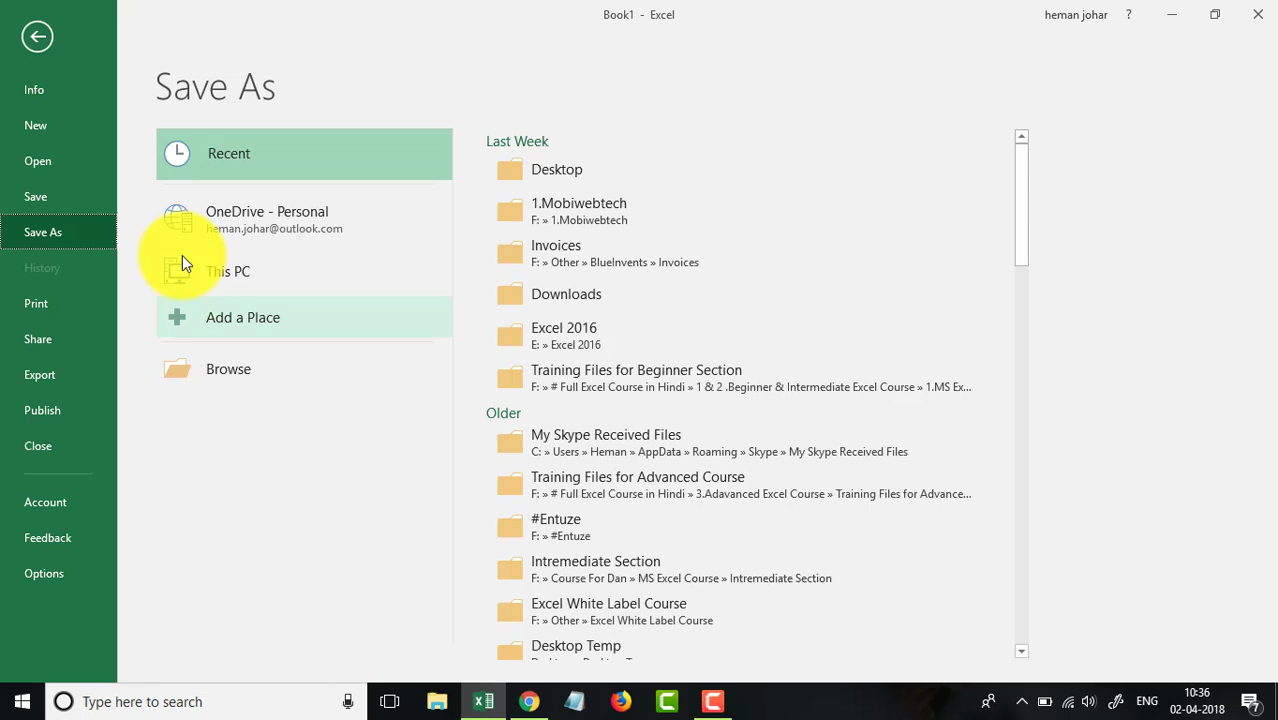 Book1 - Excel
heman johar
?
Info
New
Open
Save
Save As
History
Print
Share
Export
Publish
Close
Account
Feedback
Options
Save As
Recent
OneDrive - Personal
heman.johar@outlook.com
This PC
Add a Place
Browse
Last Week
Desktop
1.Mobiwebtech
F: » 1.Mobiwebtech
Invoices
F: » Other » BlueInvents » Invoices
Downloads
Excel 2016
E: » Excel 2016
Training Files for Beginner Section
F: » # Full Excel Course in Hindi » 1 & 2 .Beginner & Intermediate Excel Course » 1.MS Ex...
Older
My Skype Received Files
C: » Users » Heman » AppData » Roaming » Skype » My Skype Received Files
Training Files for Advanced Course
F: » # Full Excel Course in Hindi » 3.Adavanced Excel Course » Training Files for Advance...
#Entuze
F: » #Entuze
Intremediate Section
F: » Course For Dan » MS Excel Course » Intremediate Section
Excel White Label Course
F: » Other » Excel White Label Course
Desktop Temp
Type here to search
ENG
10:36
02-04-2018
7